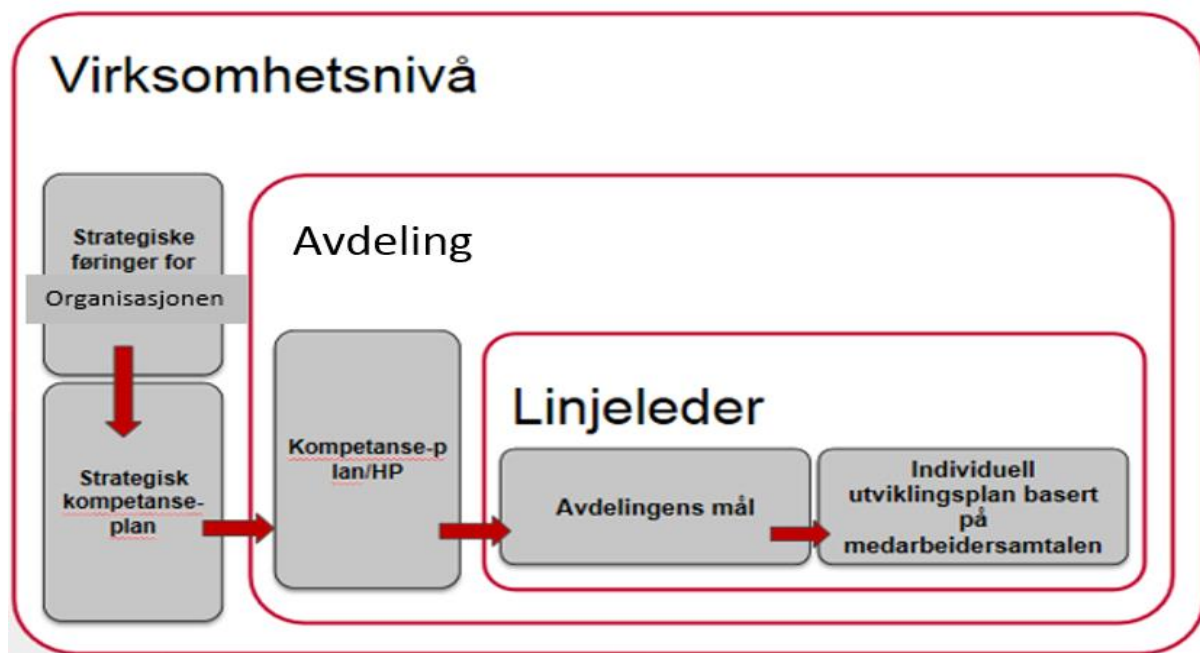 Virksomhetsnivå
Strategiske
føringer for
Organisasjonen
Strategisk
kompetanse-
plan
Avdeling
Kompetanse-p
lan/HP
Linjeleder
Avdelingens mål
Individuell
utviklingsplan basert
på
medarbeidersamtalen